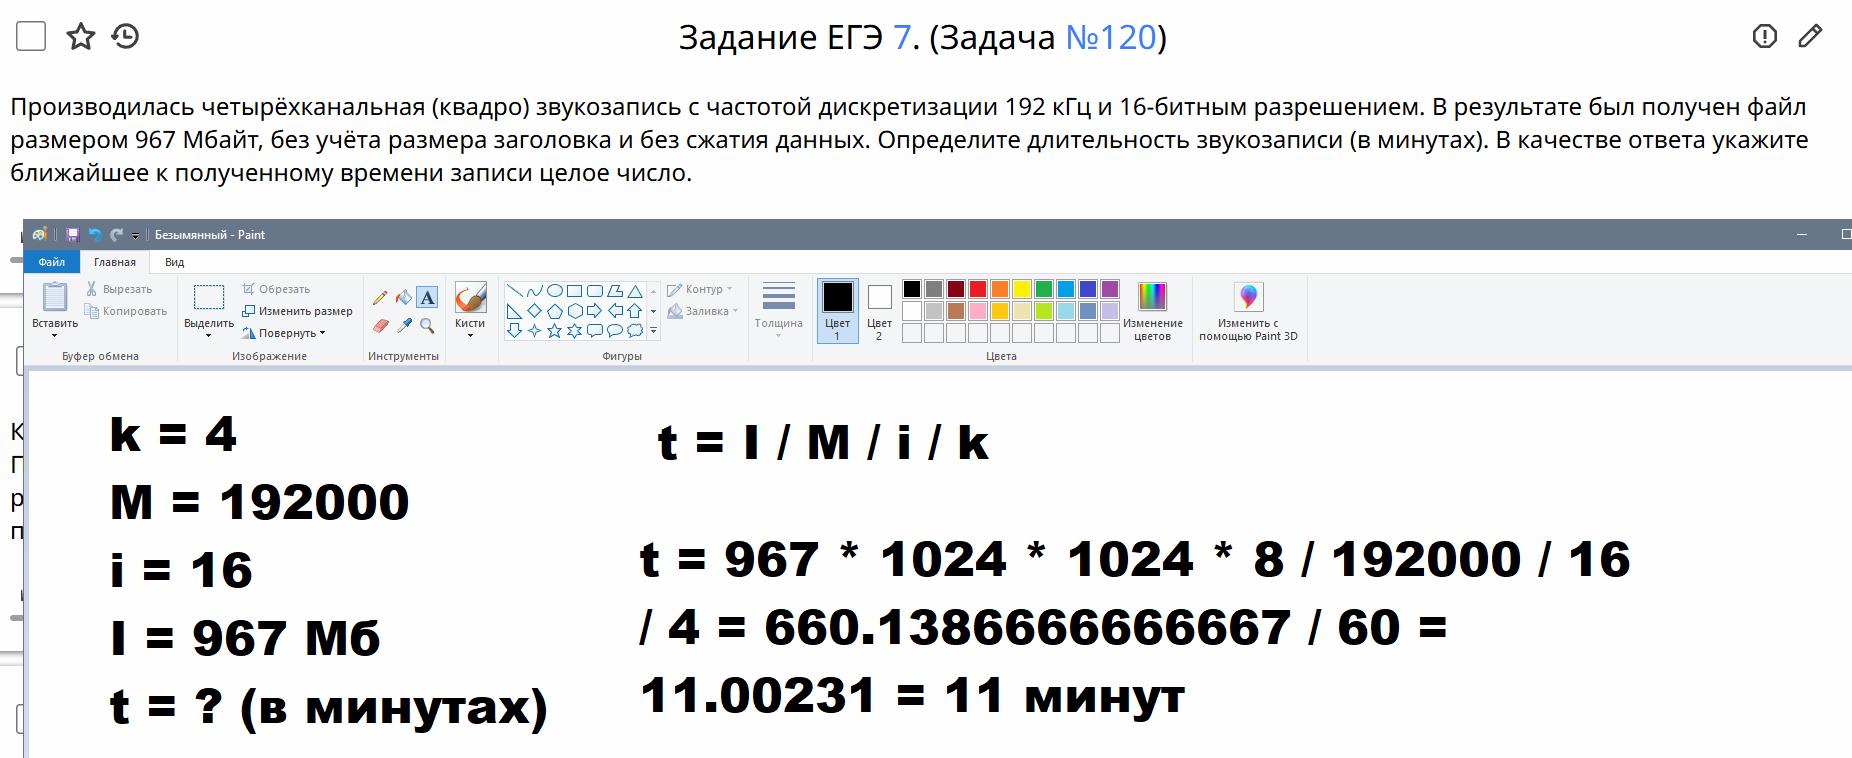 Задание ЕГЭ 7. (Задача №120)
Производилась четырёхканальная (квадро) звукозапись с частотой дискретизации 192 кГц и 16-битным разрешением. В результате был получен файл
размером 967 Мбайт, без учёта размера заголовка и без сжатия данных. Определите длительность звукозаписи (в минутах). В качестве ответа укажите
ближайшее к полученному времени записи целое число.
Безымянный - Paint
Файл Главная Вид
Вставить
Вырезать
Копировать
Буфер обмена
Выделить
Обрезать
Изменить размер
Повернуть
Изображение
Инструменты
Кисти
Контур
Заливка
Фигуры
Толщина
Цвет
1
Цвет
2
Изменение
цветов
Цвета
Изменить с
помощью Paint 3D
К
П
р
п
k = 4
M = 192000
i = 16
I = 967 Мб
t = ? (в минутах)
t = I / M / i / k
t = 967 * 1024 * 1024 * 8 / 192000 / 16
/ 4 = 660.1386666666667 / 60 =
11.00231 = 11 минут